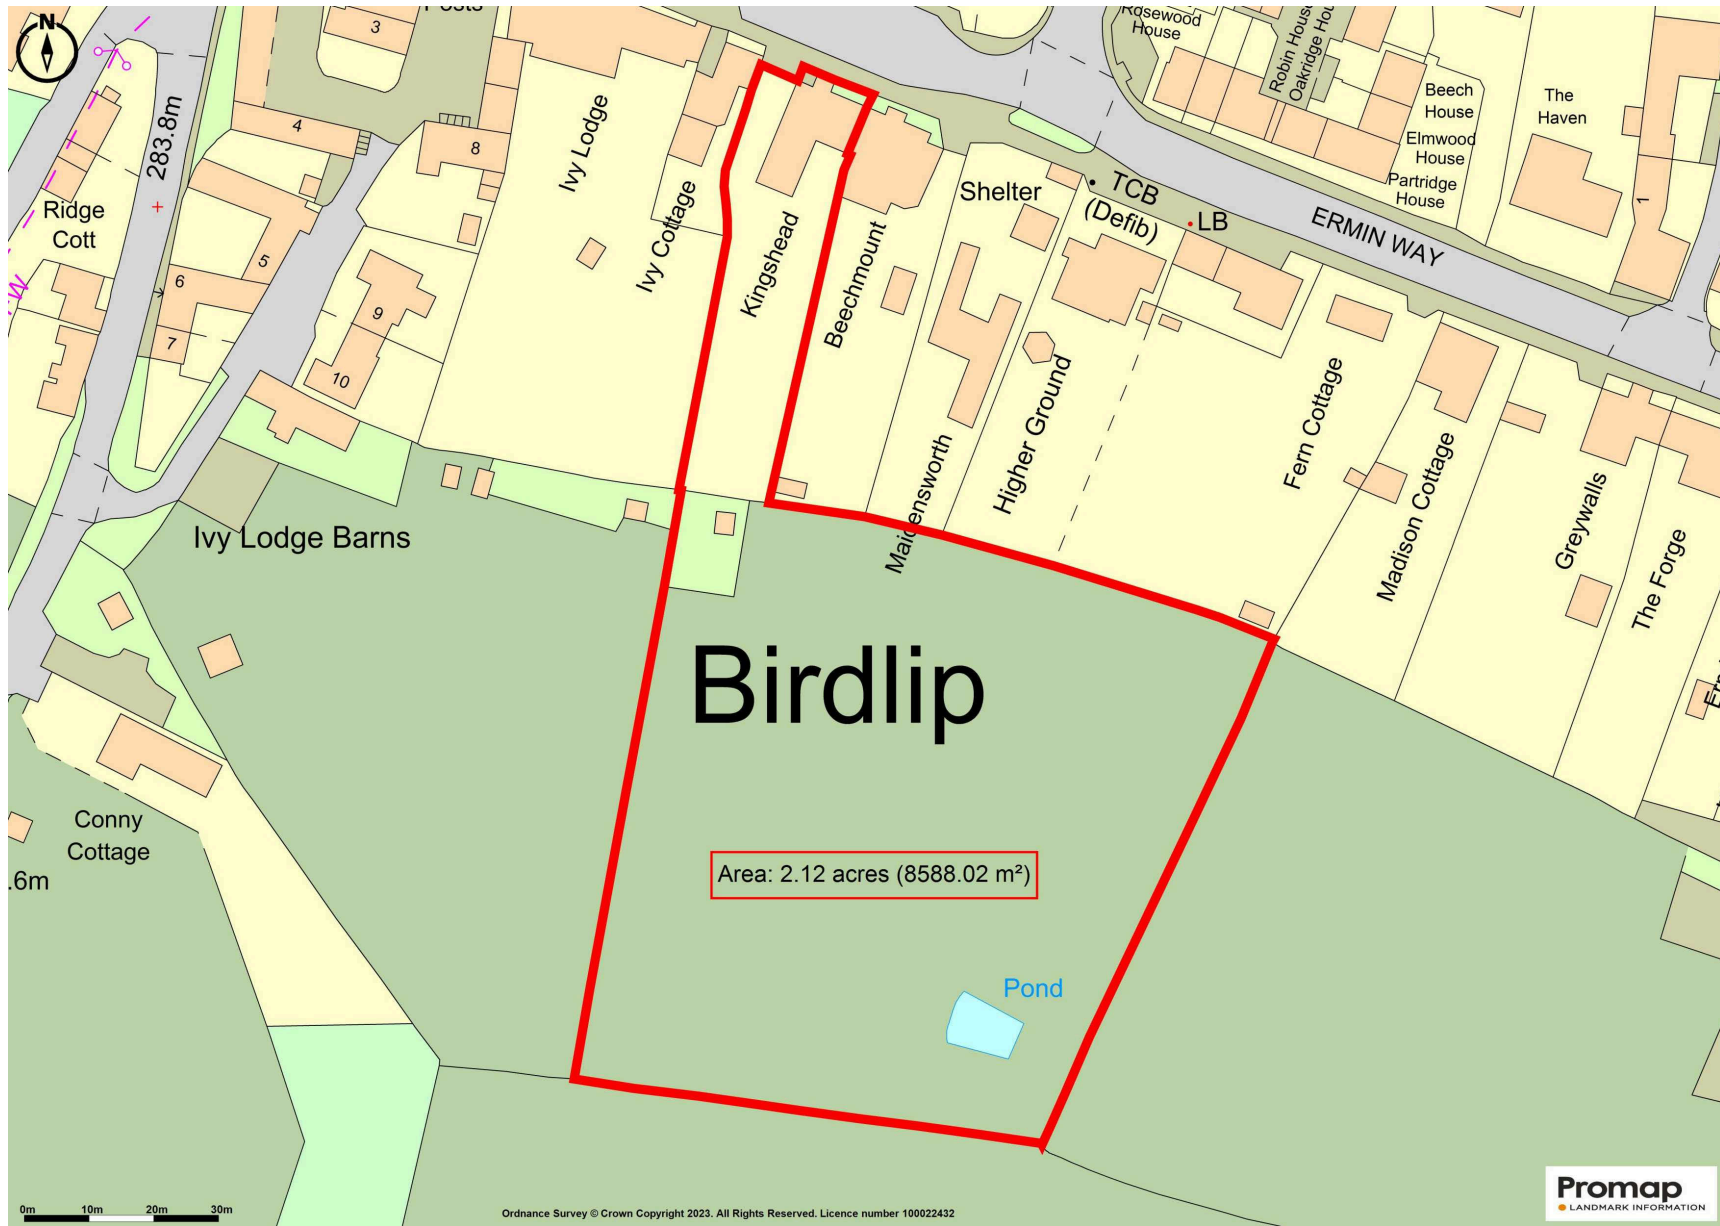 N
Posts
3
Rosewood
House
Robin House
Beech
House
The
Haven
283.8m
4
8
Ivy Lodge
Elmwood
House
Partridge
House
1
Ridge
Cott
Ivy Cottage
Kingshead
Beechmount
Shelter
TCB
(Defib)
LB
ERMIN WAY
5
6
7
9
10
W
Higher Ground
Fern Cottage
Maidensworth
Madison Cottage
Greywalls
The Forge
Ivy Lodge Barns
Birdlip
Conny
Cottage
.6m
Area: 2.12 acres (8588.02 m²)
Pond
0m 10m 20m 30m
Ordnance Survey © Crown Copyright 2023. All Rights Reserved. Licence number 100022432
Promap
LANDMARK INFORMATION